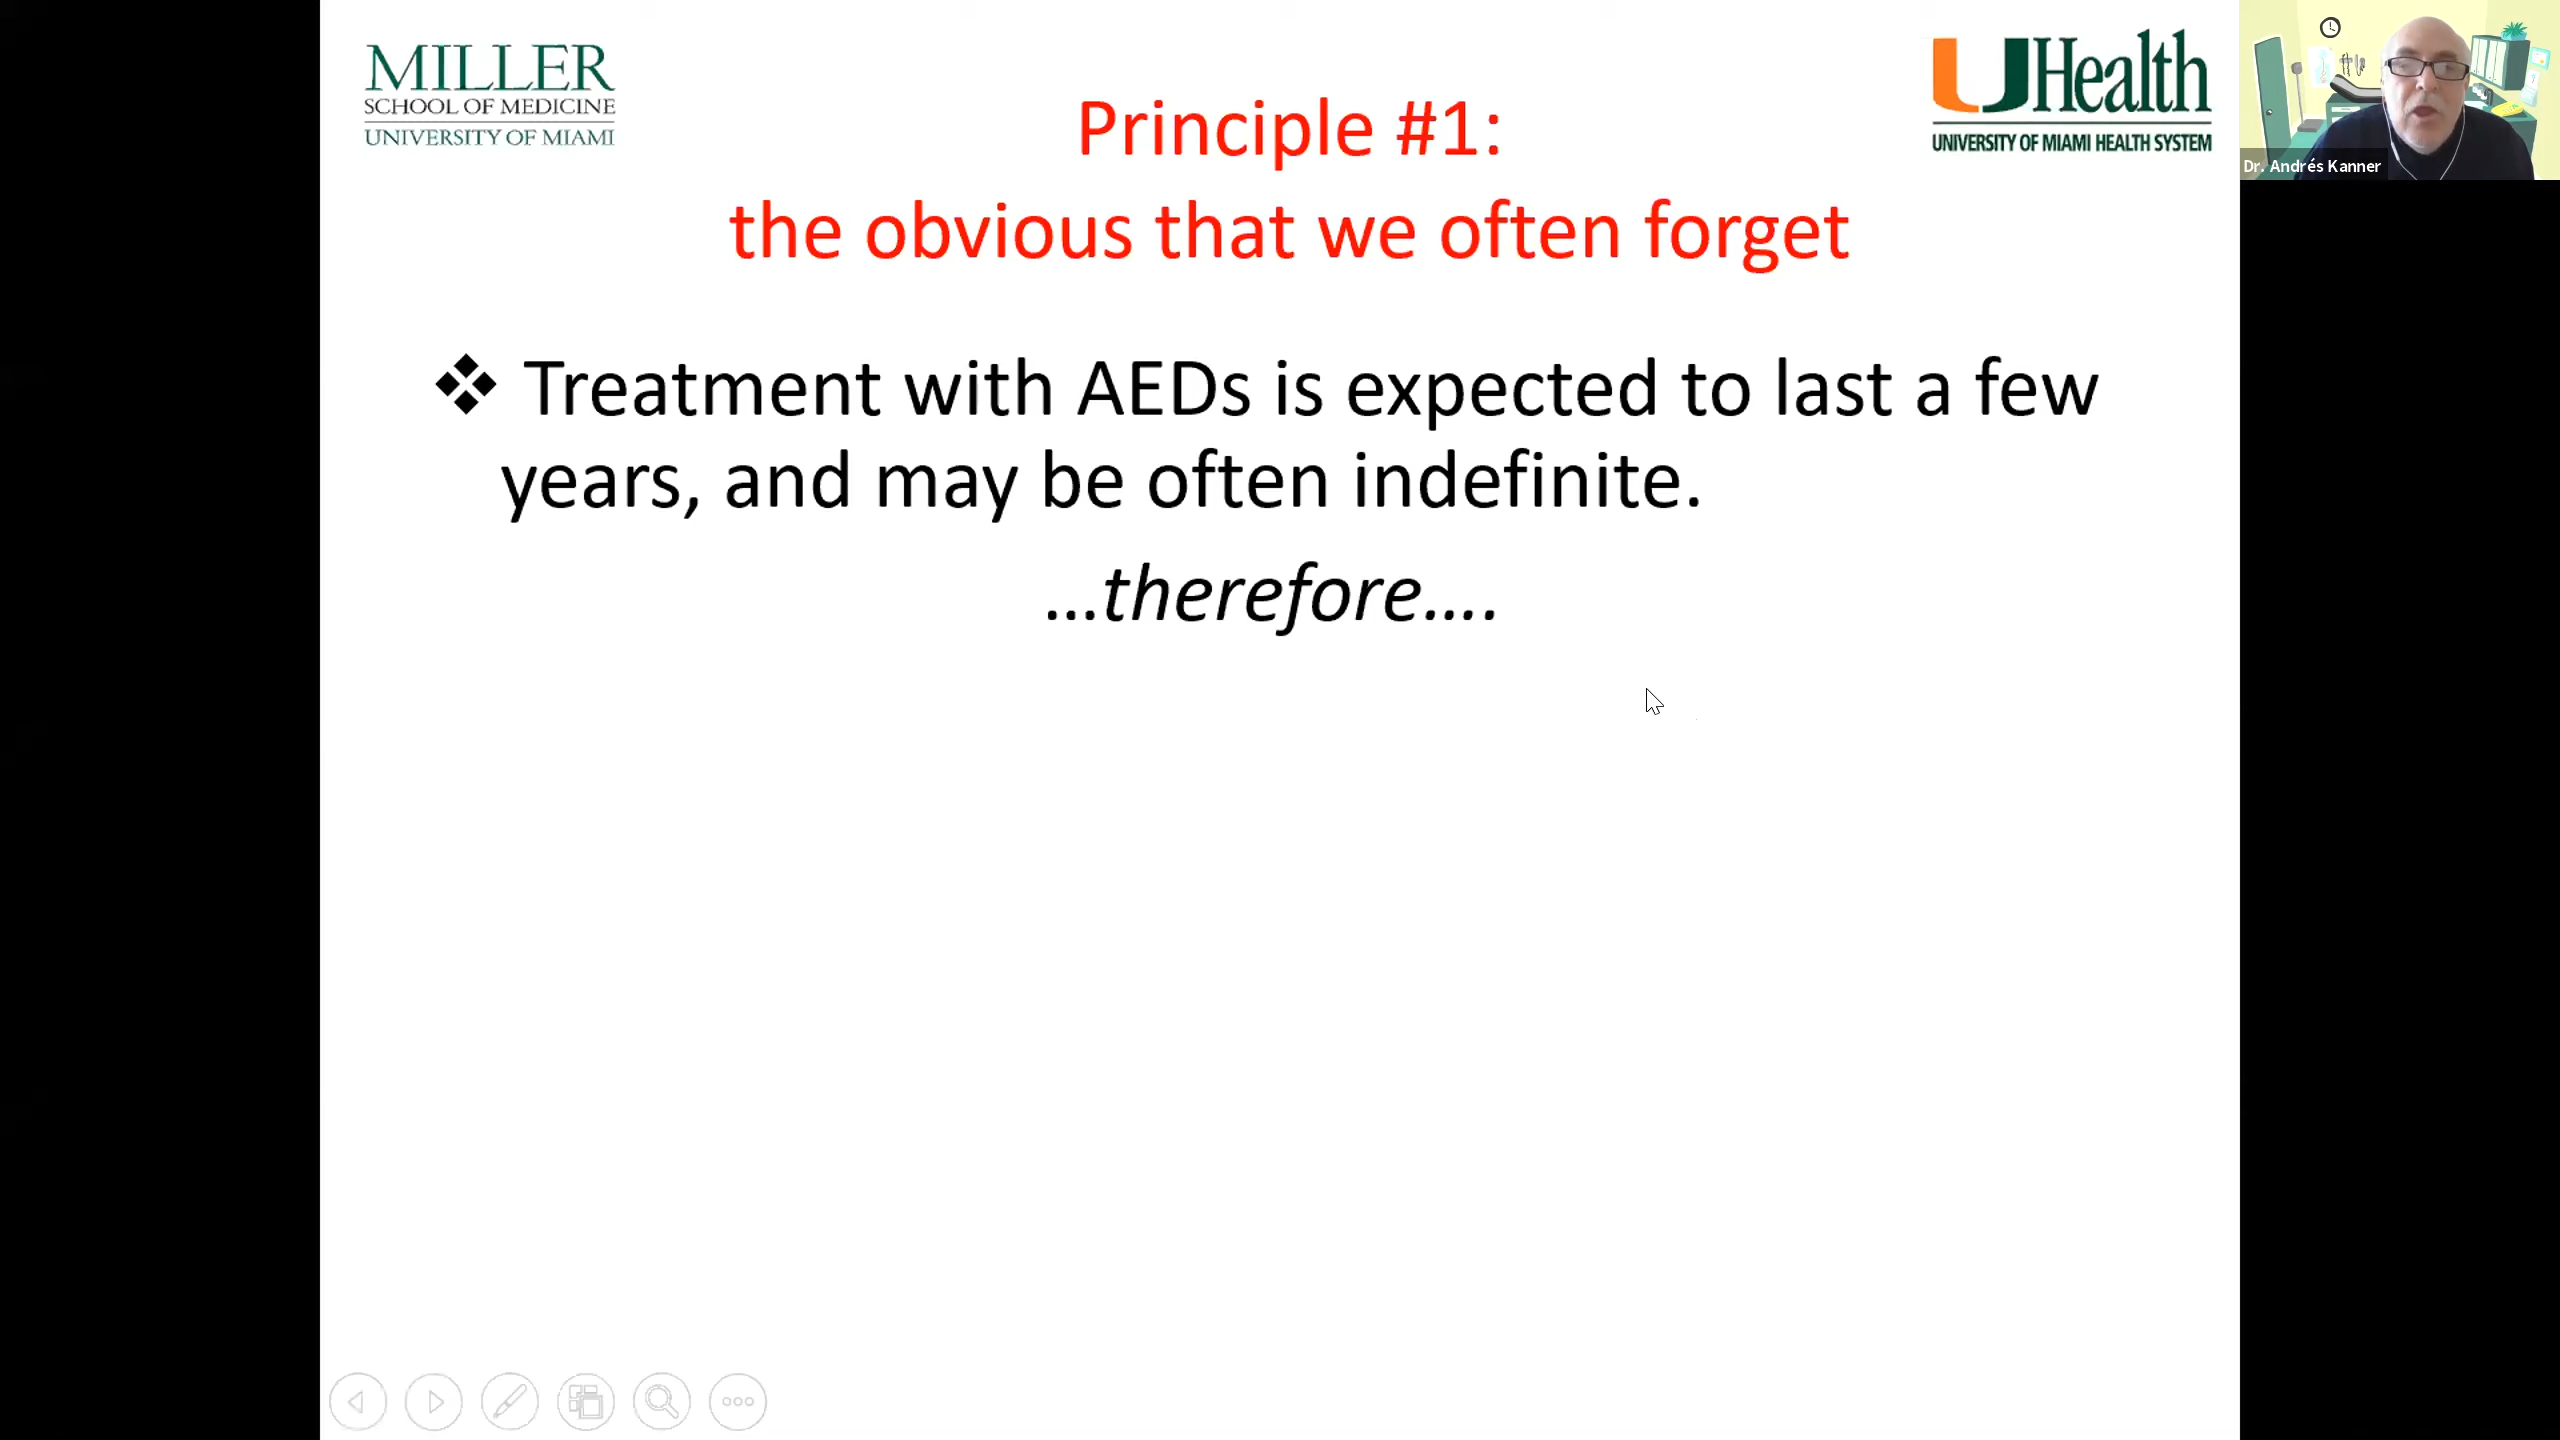 MILLER
SCHOOL OF MEDICINE
UNIVERSITY OF MIAMI
UHealth
UNIVERSITY OF MIAMI HEALTH SYSTEM
Dr. Andrés Kanner
Principle #1:
the obvious that we often forget
❖ Treatment with AEDs is expected to last a few
years, and may be often indefinite.
…therefore….